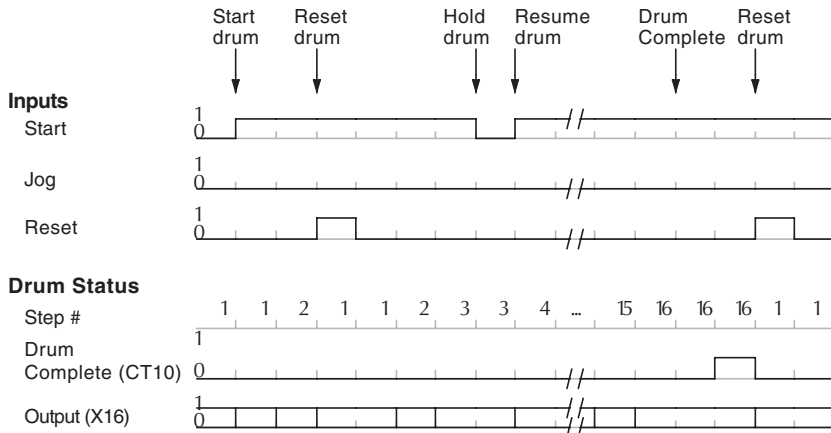 Start drum
Reset drum
Hold drum
Resume drum
Drum Complete
Reset drum
Inputs
1
Start
0
1
Jog
0
1
Reset
0
Drum Status
Step # 1 1 2 1 1 2 3 3 4 ... 15 16 16 16 1 1
1
Drum
Complete (CT10) 0
1
Output (X16)
0